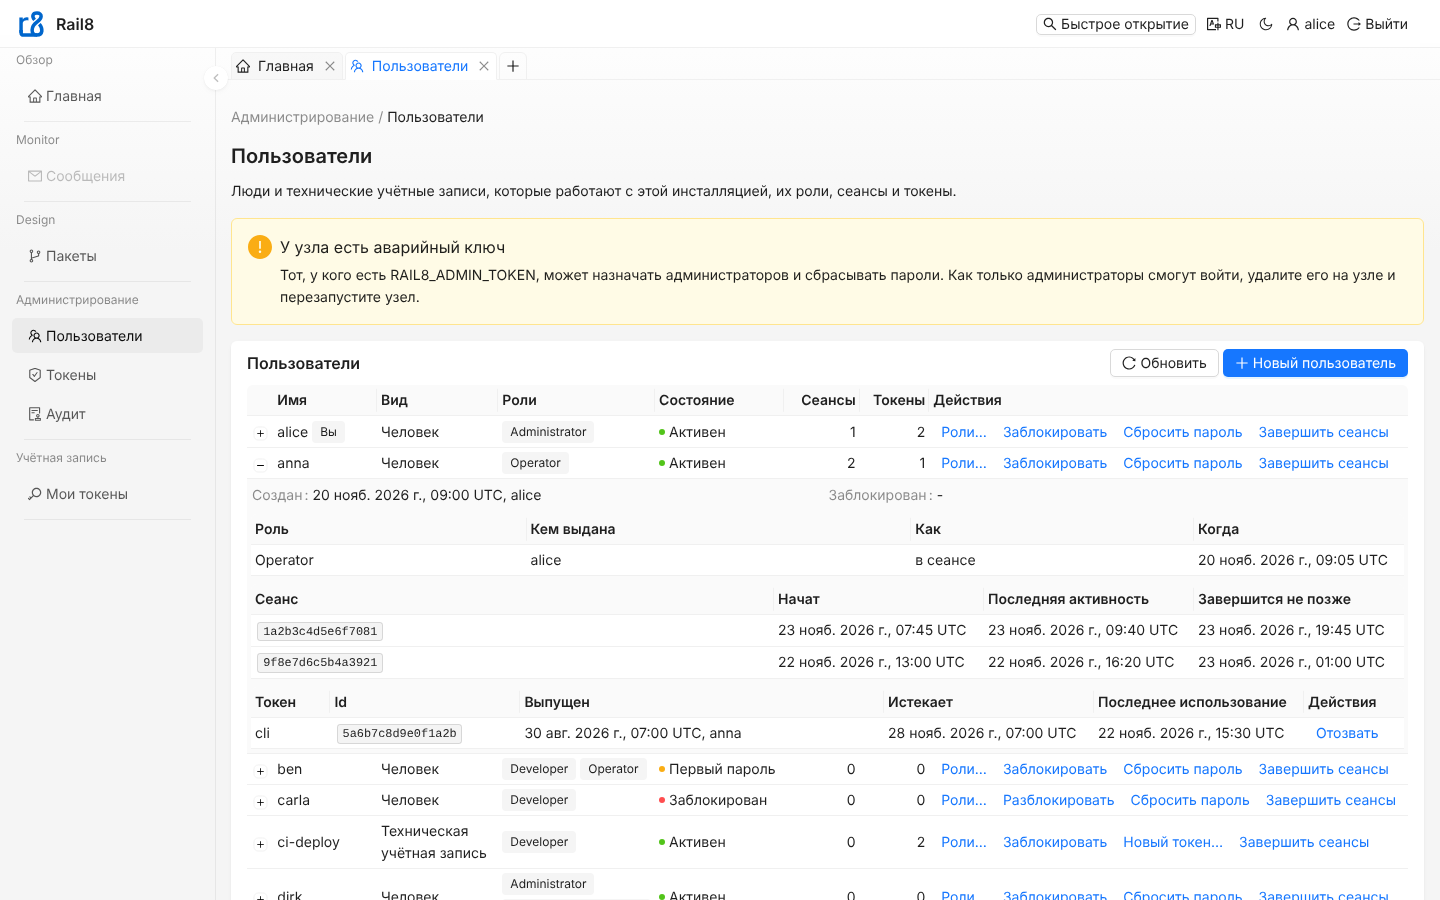 r8 Rail8
Быстрое открытие RU alice Выйти
Обзор
Главная
Monitor
Сообщения
Design
Пакеты
Администрирование
Пользователи
Токены
Аудит
Учётная запись
Мои токены
Главная Пользователи
Администрирование / Пользователи
Пользователи
Люди и технические учётные записи, которые работают с этой инсталляцией, их роли, сеансы и токены.
У узла есть аварийный ключ
Тот, у кого есть RAIL8_ADMIN_TOKEN, может назначать администраторов и сбрасывать пароли. Как только администраторы смогут войти, удалите его на узле и
перезапустите узел.
Пользователи Обновить Новый пользователь
Имя Вид Роли Состояние Сеансы Токены Действия
alice Вы Человек Administrator Активен 1 2 Роли... Заблокировать Сбросить пароль Завершить сеансы
anna Человек Operator Активен 2 1 Роли... Заблокировать Сбросить пароль Завершить сеансы
Создан: 20 нояб. 2026 г., 09:00 UTC, alice Заблокирован: -
Роль Кем выдана Как Когда
Operator alice в сеансе 20 нояб. 2026 г., 09:05 UTC
Сеанс Начат Последняя активность Завершится не позже
1a2b3c4d5e6f7081 23 нояб. 2026 г., 07:45 UTC 23 нояб. 2026 г., 09:40 UTC 23 нояб. 2026 г., 19:45 UTC
9f8e7d6c5b4a3921 22 нояб. 2026 г., 13:00 UTC 22 нояб. 2026 г., 16:20 UTC 23 нояб. 2026 г., 01:00 UTC
Токен Id Выпущен Истекает Последнее использование Действия
cli 5a6b7c8d9e0f1a2b 30 авг. 2026 г., 07:00 UTC, anna 28 нояб. 2026 г., 07:00 UTC 22 нояб. 2026 г., 15:30 UTC Отозвать
ben Человек Developer Operator Первый пароль 0 0 Роли... Заблокировать Сбросить пароль Завершить сеансы
carla Человек Developer Заблокирован 0 0 Роли... Разблокировать Сбросить пароль Завершить сеансы
ci-deploy Техническая учётная запись Developer Активен 0 2 Роли... Заблокировать Новый токен... Завершить сеансы
dirk Человек Administrator Активен 0 0 Роли... Заблокировать Сбросить пароль Завершить сеансы